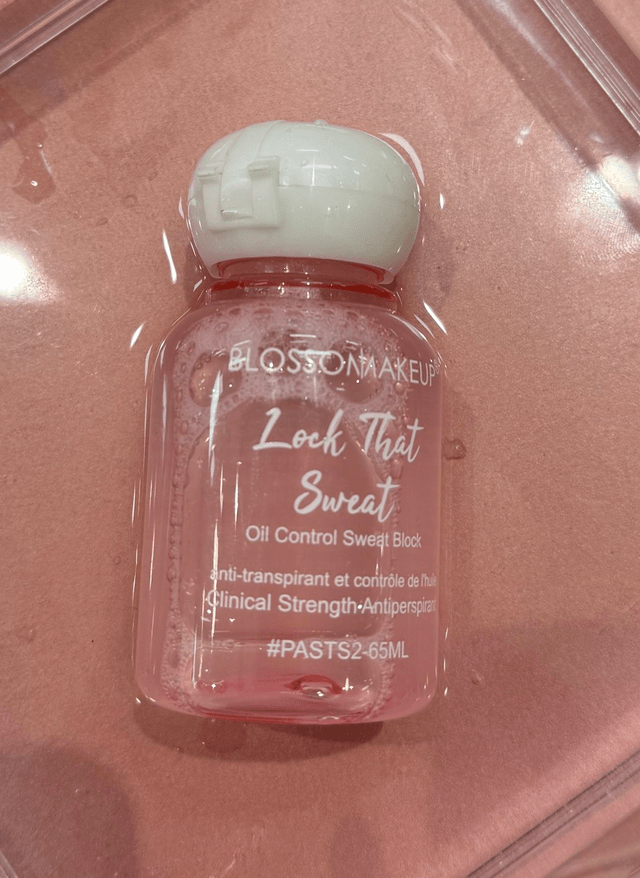 BLOSSOMAKEUP
Lock That
Sweat
Oil Control Sweat Block
anti-transpirant et contrôle de l'huile
Clinical Strength Antiperspirant
#PASTS2-65ML